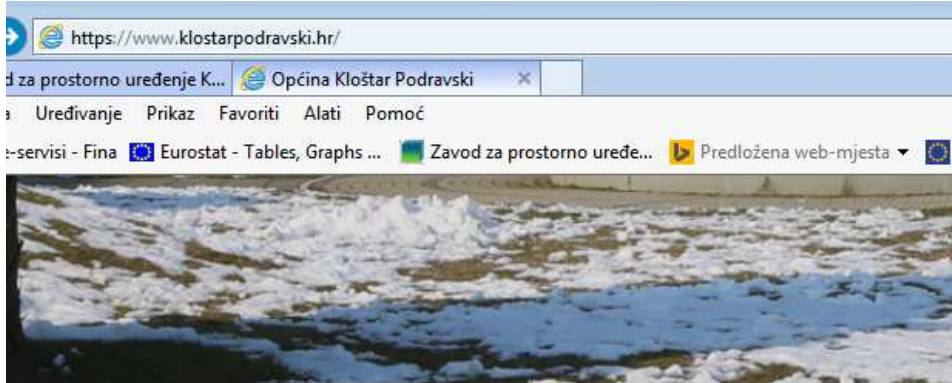 https://www.klostarpodravski.hr/
d za prostorno uređenje K... Općina Kloštar Podravski
a Uređivanje Prikaz Favoriti Alati Pomoć
e-servisi - Fina Eurostat - Tables, Graphs ... Zavod za prostorno uređe... Predložena web-mjesta